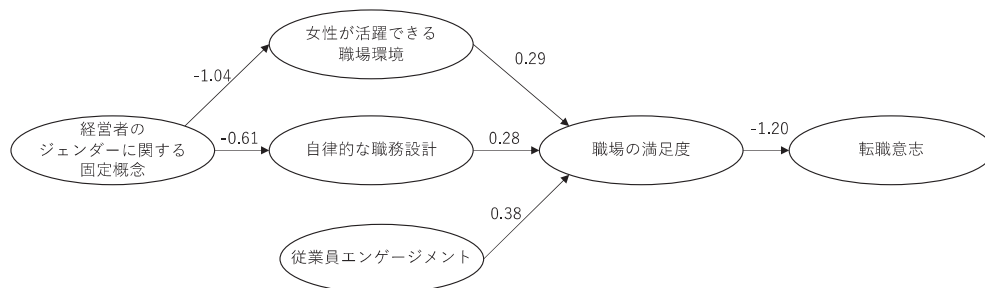 女性が活躍できる
職場環境
-1.04
0.29
経営者の
ジェンダーに関する
固定概念
-0.61
自律的な職務設計
0.28
職場の満足度
-1.20
転職意志
0.38
従業員エンゲージメント